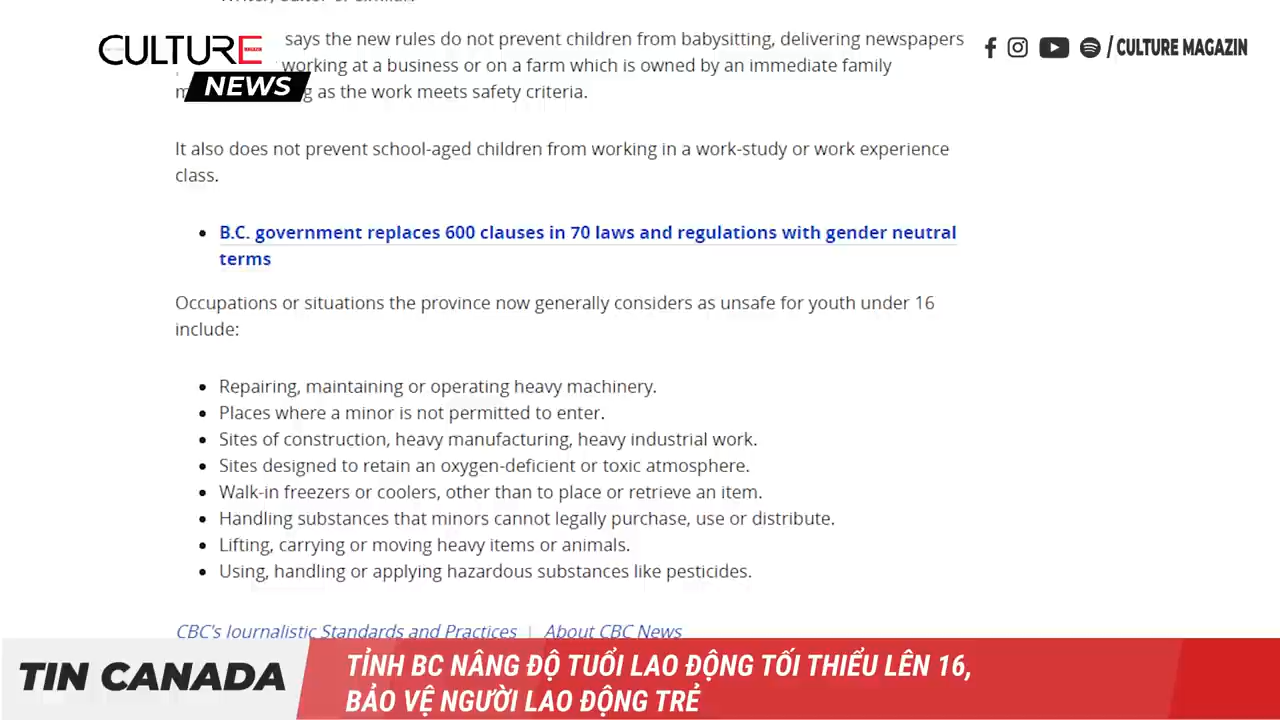 says the new rules do not prevent children from babysitting, delivering newspapers
working at a business or on a farm which is owned by an immediate family
as the work meets safety criteria.
CULTURE
NEWS
/ CULTURE MAGAZIN
It also does not prevent school-aged children from working in a work-study or work experience
class.
• B.C. government replaces 600 clauses in 70 laws and regulations with gender neutral
terms
Occupations or situations the province now generally considers as unsafe for youth under 16
include:
• Repairing, maintaining or operating heavy machinery.
• Places where a minor is not permitted to enter.
• Sites of construction, heavy manufacturing, heavy industrial work.
• Sites designed to retain an oxygen-deficient or toxic atmosphere.
• Walk-in freezers or coolers, other than to place or retrieve an item.
• Handling substances that minors cannot legally purchase, use or distribute.
• Lifting, carrying or moving heavy items or animals.
• Using, handling or applying hazardous substances like pesticides.
CBC's Journalistic Standards and Practices | About CBC News
TIN CANADA
TỈNH BC NÂNG ĐỘ TUỔI LAO ĐỘNG TỐI THIỂU LÊN 16,
BẢO VỆ NGƯỜI LAO ĐỘNG TRẺ